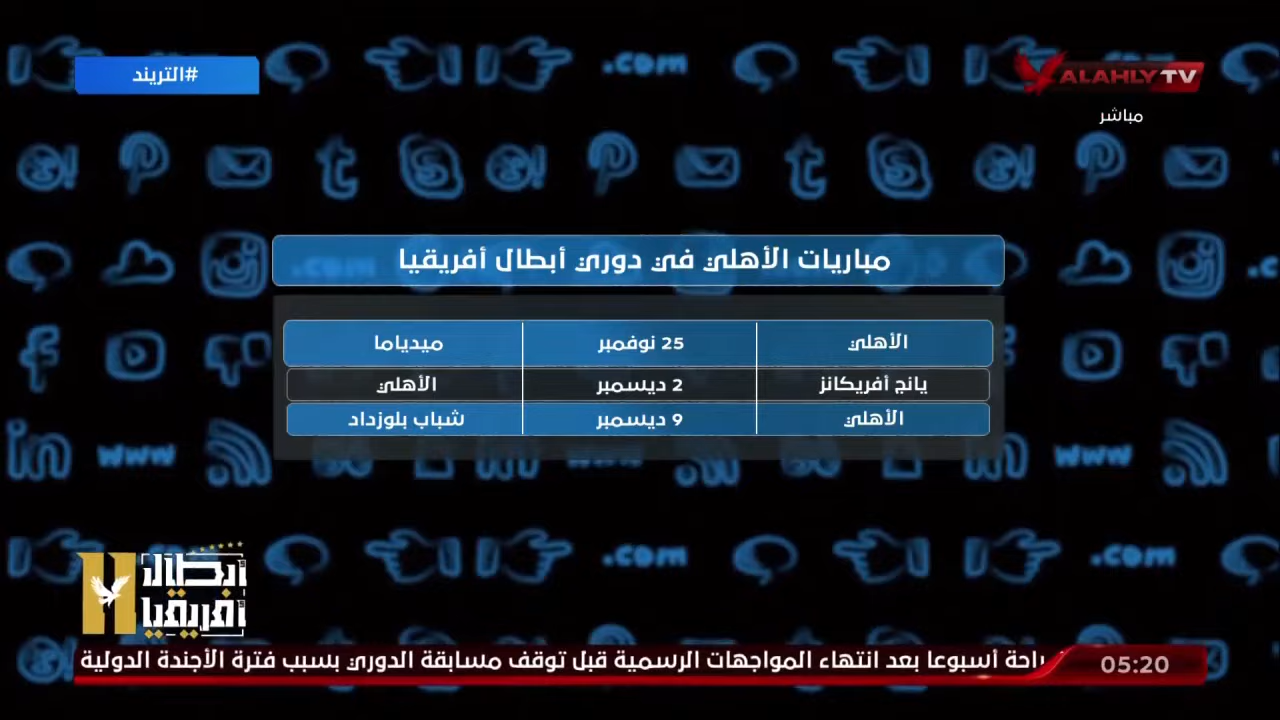 #التريند
ALAHLY TV
مباشر
مباريات الأهلي في دوري أبطال أفريقيا
الأهلي 25 نوفمبر ميدياما
يانج أفريكانز 2 ديسمبر الأهلي
الأهلي 9 ديسمبر شباب بلوزداد
أبطال
أفريقيا
راحة أسبوعا بعد انتهاء المواجهات الرسمية قبل توقف مسابقة الدوري بسبب فترة الأجندة الدولية
05:20